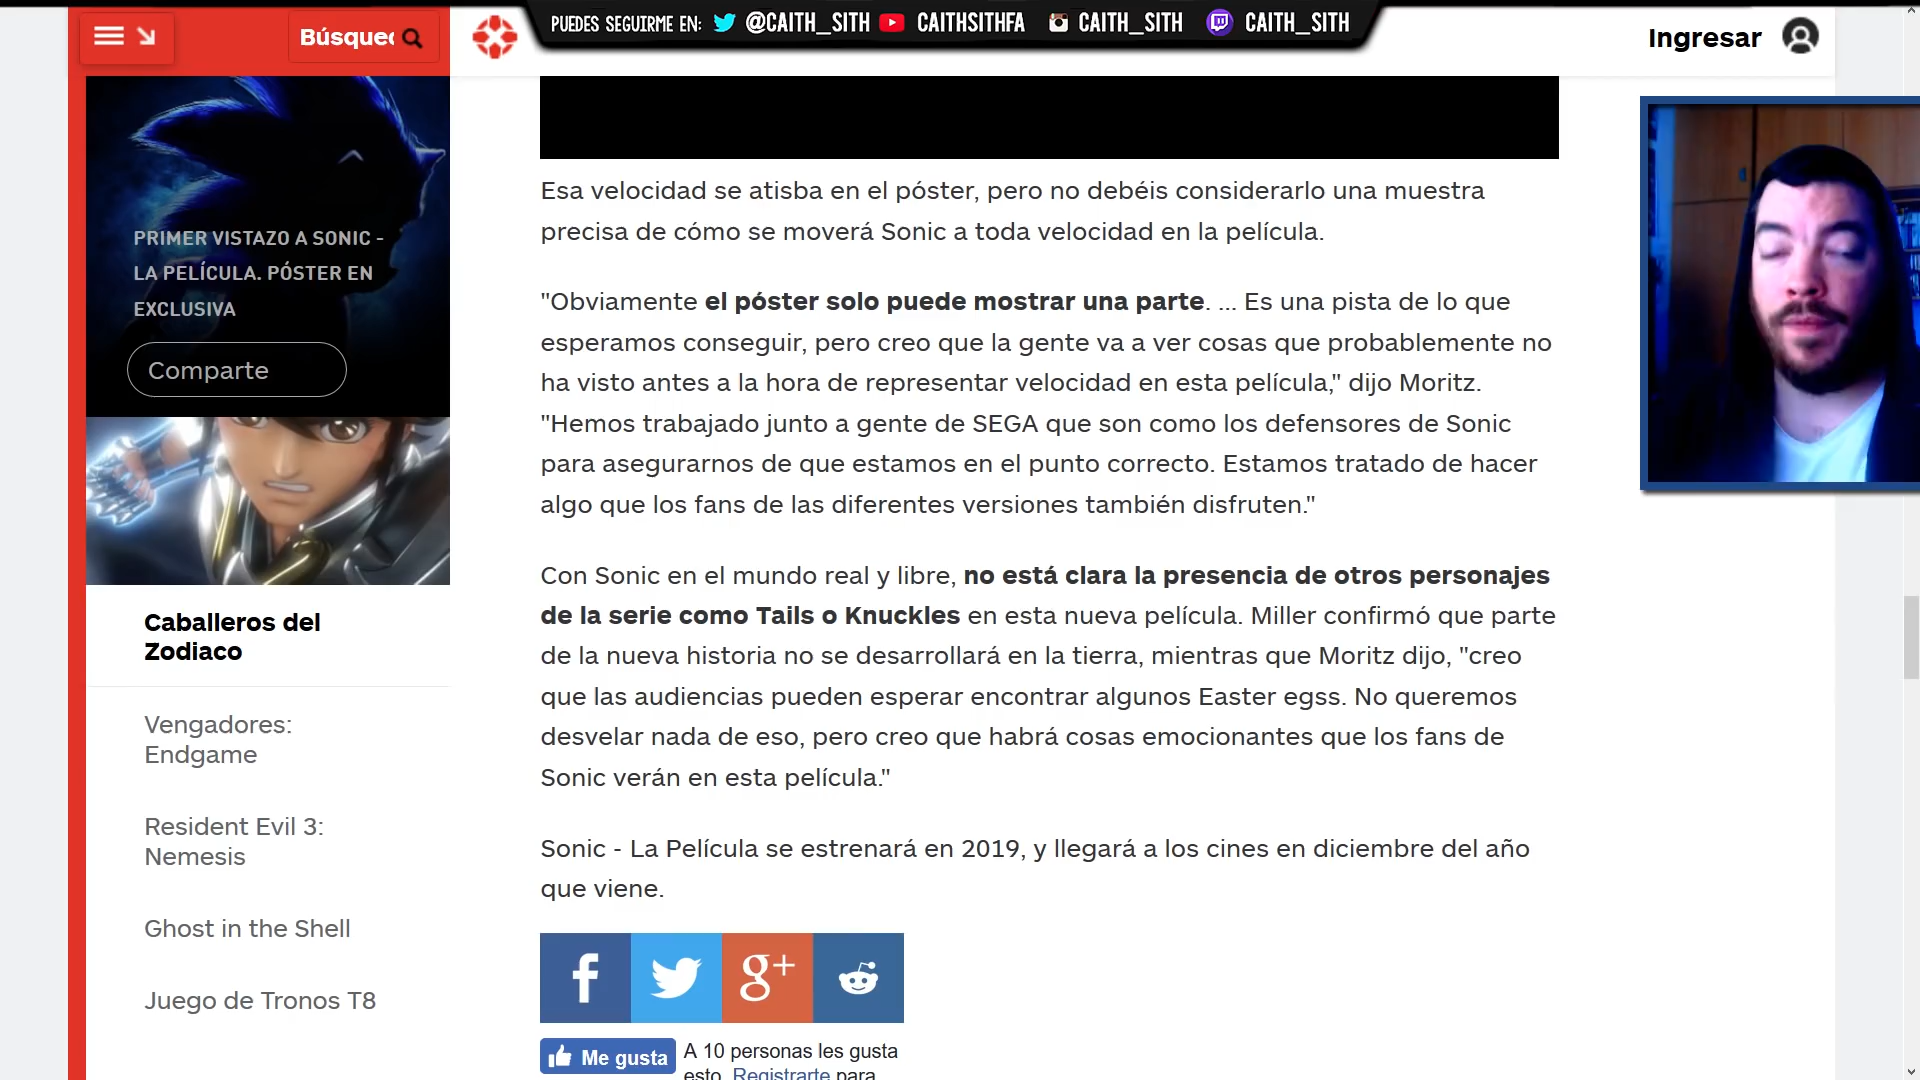 Búsque
PUEDES SEGUIRME EN: @CAITH_SITH CAITHSITHFA CAITH_SITH CAITH_SITH
Ingresar
PRIMER VISTAZO A SONIC -
LA PELÍCULA. PÓSTER EN
EXCLUSIVA
Comparte
Caballeros del
Zodiaco
Vengadores:
Endgame
Resident Evil 3:
Nemesis
Ghost in the Shell
Juego de Tronos T8
Esa velocidad se atisba en el póster, pero no debéis considerarlo una muestra
precisa de cómo se moverá Sonic a toda velocidad en la película.
"Obviamente el póster solo puede mostrar una parte. ... Es una pista de lo que
esperamos conseguir, pero creo que la gente va a ver cosas que probablemente no
ha visto antes a la hora de representar velocidad en esta película," dijo Moritz.
"Hemos trabajado junto a gente de SEGA que son como los defensores de Sonic
para asegurarnos de que estamos en el punto correcto. Estamos tratado de hacer
algo que los fans de las diferentes versiones también disfruten."
Con Sonic en el mundo real y libre, no está clara la presencia de otros personajes
de la serie como Tails o Knuckles en esta nueva película. Miller confirmó que parte
de la nueva historia no se desarrollará en la tierra, mientras que Moritz dijo, "creo
que las audiencias pueden esperar encontrar algunos Easter egss. No queremos
desvelar nada de eso, pero creo que habrá cosas emocionantes que los fans de
Sonic verán en esta película."
Sonic - La Película se estrenará en 2019, y llegará a los cines en diciembre del año
que viene.
f g+
Me gusta
A 10 personas les gusta
esto. Registrarte para